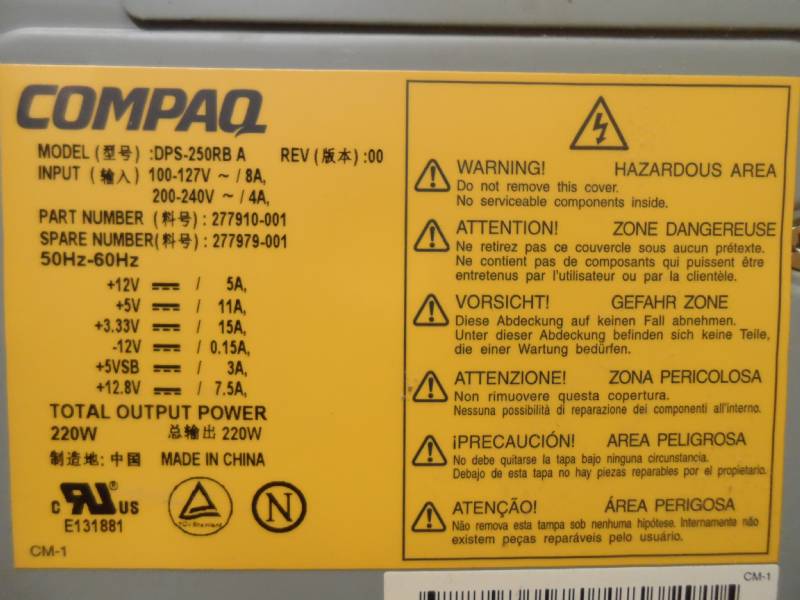 COMPAQ
MODEL (型号) :DPS-250RB A REV (版本) :00
INPUT (输入) 100-127V ~ / 8A,
200-240V ~ / 4A,
PART NUMBER (料号) : 277910-001
SPARE NUMBER(料号) : 277979-001
50Hz-60Hz
+12V / 5A,
+5V / 11A,
+3.33V / 15A,
-12V / 0.15A,
+5VSB / 3A,
+12.8V / 7.5A,
TOTAL OUTPUT POWER
220W 总输出 220W
制造地: 中国 MADE IN CHINA
c RU ® US
E131881
TÜV Rheinland
N
CM-1
WARNING! HAZARDOUS AREA
Do not remove this cover.
No serviceable components inside.
ATTENTION! ZONE DANGEREUSE
Ne retirez pas ce couvercle sous aucun prétexte.
Ne contient pas de composants qui puissent être
entretenus par l'utilisateur ou par la clientèle.
VORSICHT! GEFAHR ZONE
Diese Abdeckung auf keinen Fall abnehmen.
Unter dieser Abdeckung befinden sich keine Teile,
die einer Wartung bedürfen.
ATTENZIONE! ZONA PERICOLOSA
Non rimuovere questa copertura.
Nessuna possibilità di reparazione dei componenti all'interno.
¡PRECAUCIÓN! AREA PELIGROSA
No debe quitarse la tapa bajo ninguna circunstancia.
Debajo de esta tapa no hay piezas reparables por el propietario.
ATENÇÃO! ÁREA PERIGOSA
Não remova esta tampa sob nenhuma hipótese. Internamente não
existem peças reparáveis pelo usuário.
CM-1